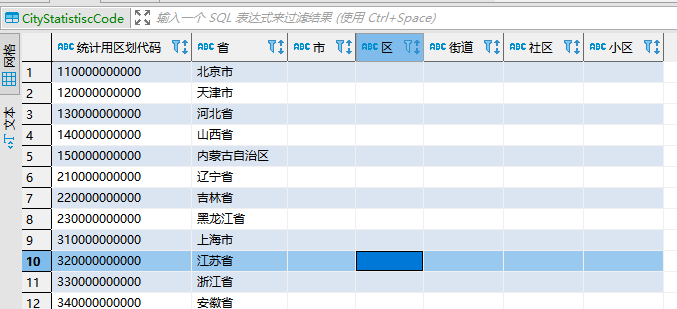 CityStatistiscCode 输入一个 SQL 表达式来过滤结果 (使用 Ctrl+Space)
网格
文本
ABC 统计用区划代码 ABC 省 ABC 市 ABC 区 ABC 街道 ABC 社区 ABC 小区
1 110000000000 北京市
2 120000000000 天津市
3 130000000000 河北省
4 140000000000 山西省
5 150000000000 内蒙古自治区
6 210000000000 辽宁省
7 220000000000 吉林省
8 230000000000 黑龙江省
9 310000000000 上海市
10 320000000000 江苏省
11 330000000000 浙江省
12 340000000000 安徽省